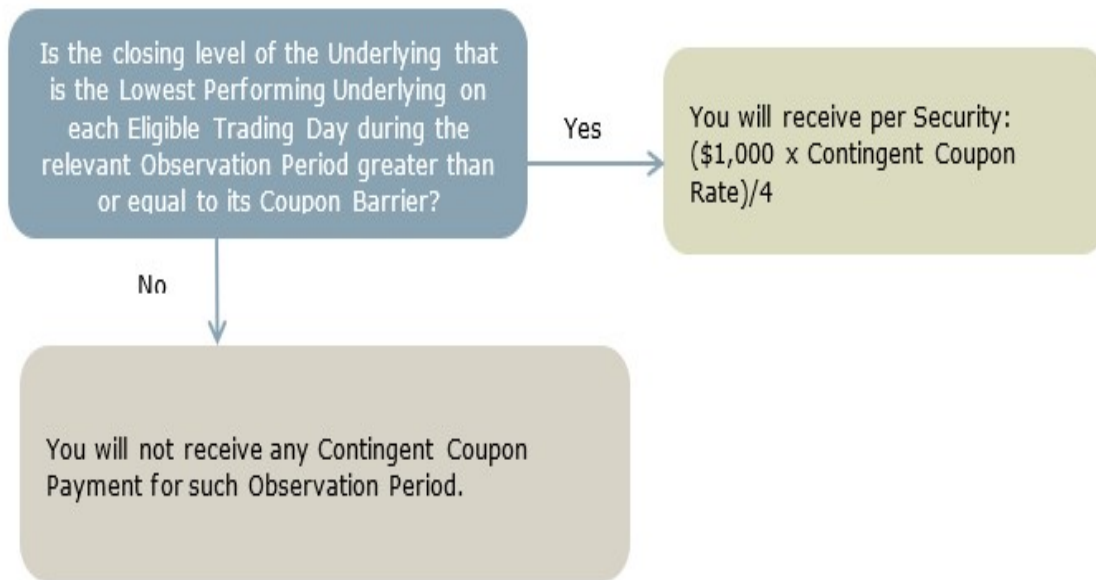 Is the closing level of the Underlying that
is the Lowest Performing Underlying on
each Eligible Trading Day during the
relevant Observation Period greater than
or equal to its Coupon Barrier?
Yes
You will receive per Security:
($1,000 x Contingent Coupon
Rate)/4
No
You will not receive any Contingent Coupon
Payment for such Observation Period.